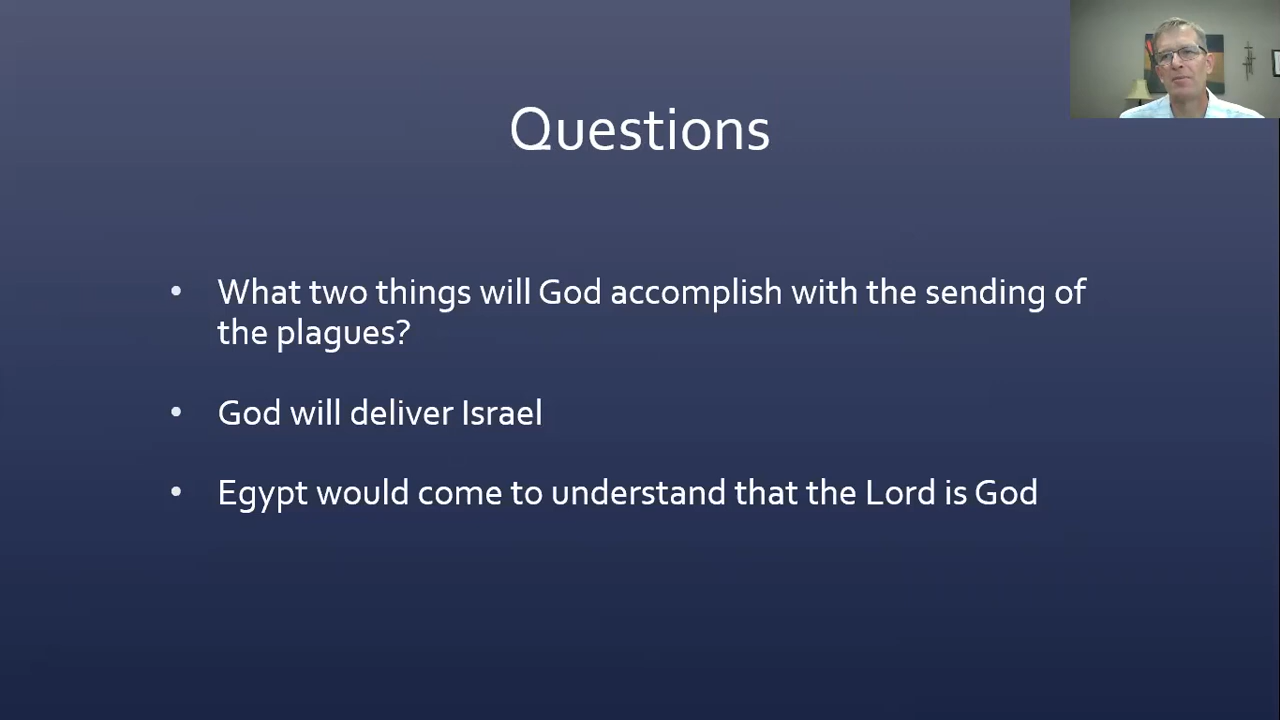 Questions
• What two things will God accomplish with the sending of
the plagues?
• God will deliver Israel
• Egypt would come to understand that the Lord is God